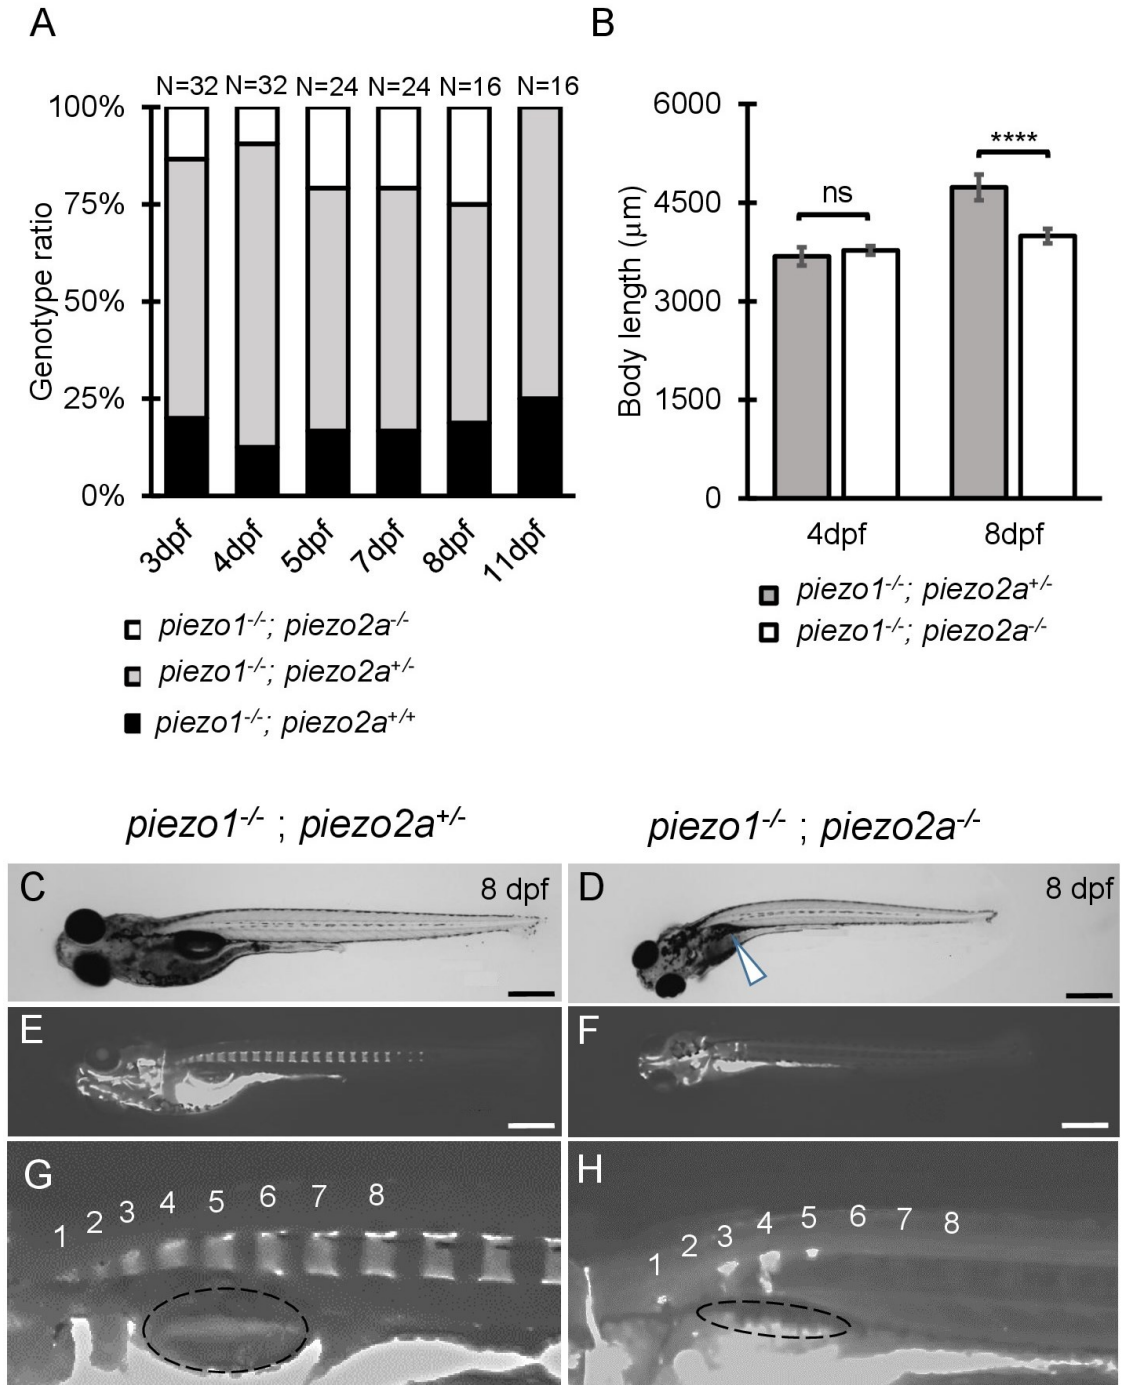 A
N=32 N=32 N=24 N=24 N=16 N=16
100%
75%
50%
25%
0%
Genotype ratio
3dpf 4dpf 5dpf 7dpf 8dpf 11dpf
piezo1-/-; piezo2a-/-
piezo1-/-; piezo2a+/-
piezo1-/-; piezo2a+/+
B
6000
4500
3000
1500
0
Body length (μm)
ns
****
4dpf 8dpf
piezo1-/-; piezo2a+/-
piezo1-/-; piezo2a-/-
piezo1-/- ; piezo2a+/-
piezo1-/- ; piezo2a-/-
C 8 dpf
D 8 dpf
E
F
G
1 2 3 4 5 6 7 8
H
1 2 3 4 5 6 7 8